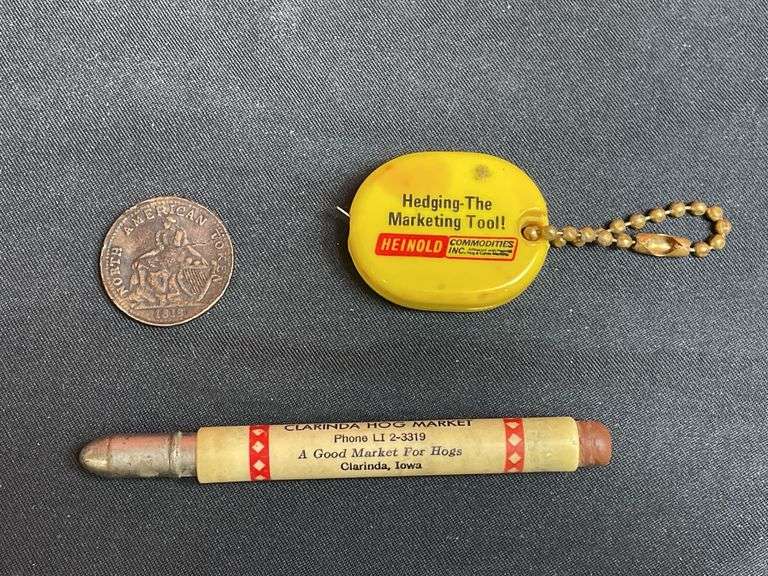 NORTH AMERICAN TOKEN
1813
Hedging-The
Marketing Tool!
HEINOLD COMMODITIES
INC.
CLARINDA HOG MARKET
Phone LI 2-3319
A Good Market For Hogs
Clarinda, Iowa